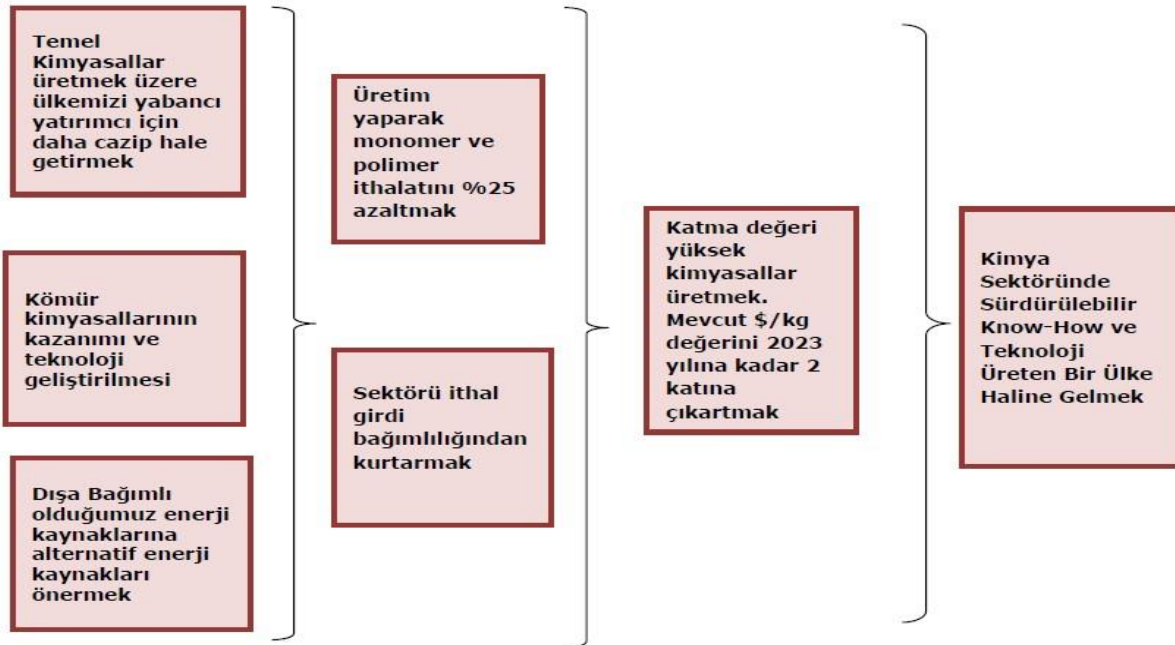 Temel
Kimyasallar
üretmek üzere
ülkemizi yabancı
yatırımcı için
daha cazip hale
getirmek
Kömür
kimyasallarının
kazanımı ve
teknoloji
geliştirilmesi
Dışa Bağımlı
olduğumuz enerji
kaynaklarına
alternatif enerji
kaynakları
önermek
Üretim
yaparak
monomer ve
polimer
ithalatını %25
azaltmak
Sektörü ithal
girdi
bağımlılığından
kurtarmak
Katma değeri
yüksek
kimyasallar
üretmek.
Mevcut $/kg
değerini 2023
yılına kadar 2
katına
çıkartmak
Kimya
Sektöründe
Sürdürülebilir
Know-How ve
Teknoloji
Üreten Bir Ülke
Haline Gelmek